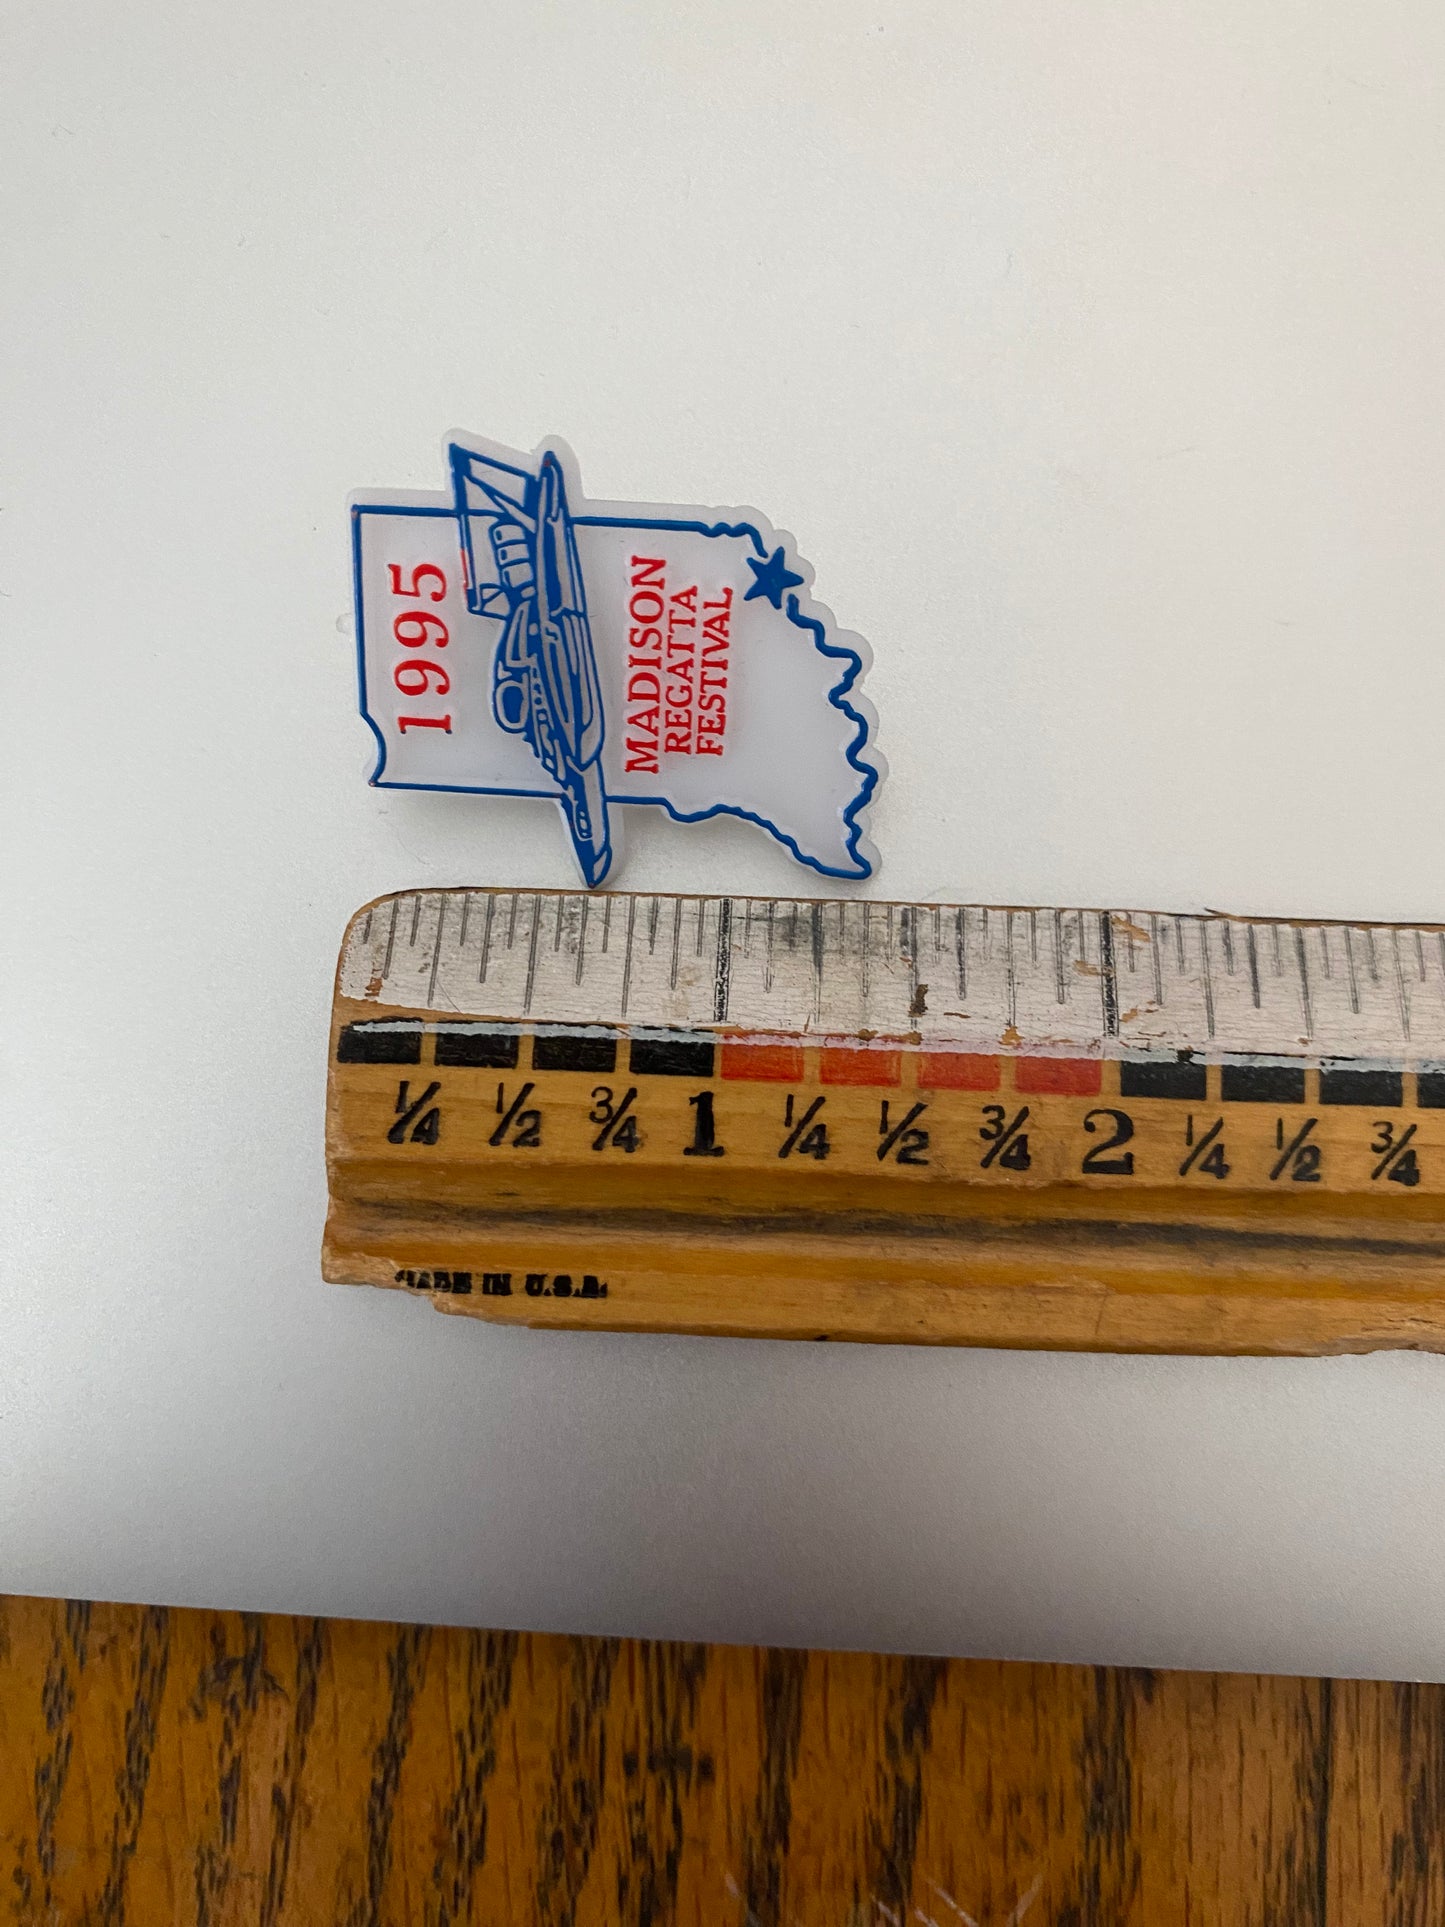 1995
MADISON
REGATTA
FESTIVAL
1/4 1/2 3/4 1 1/4 1/2 3/4 2 1/4 1/2 3/4
MADE IN U.S.A.